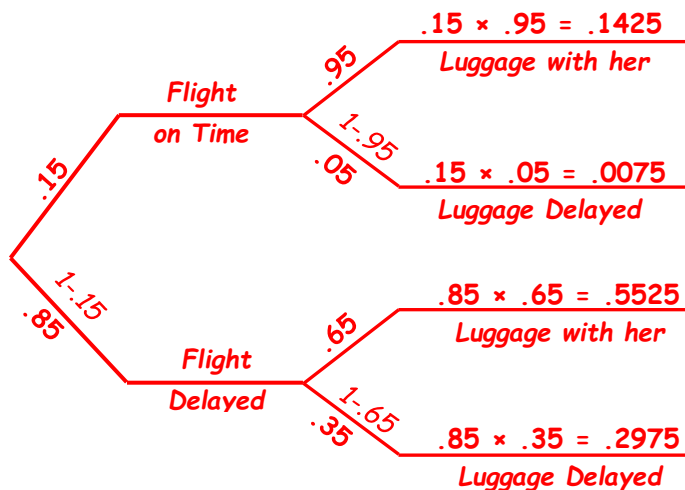 .15 × .95 = .1425
Luggage with her
.95
Flight
on Time
1-.95
.05
.15 × .05 = .0075
Luggage Delayed
.15
1-.15
.85
.85 × .65 = .5525
Luggage with her
.65
Flight
Delayed
1-.65
.35
.85 × .35 = .2975
Luggage Delayed